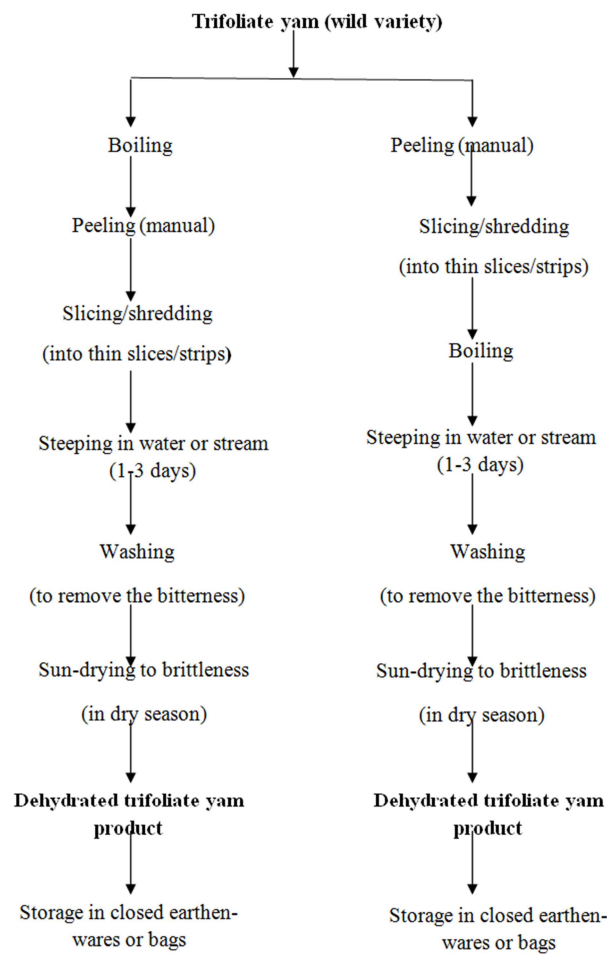 Trifoliate yam (wild variety)
Boiling
Peeling (manual)
Slicing/shredding
(into thin slices/strips)
Steeping in water or stream
(1-3 days)
Washing
(to remove the bitterness)
Sun-drying to brittleness
(in dry season)
Dehydrated trifoliate yam
product
Storage in closed earthen-
wares or bags
Peeling (manual)
Slicing/shredding
(into thin slices/strips)
Boiling
Steeping in water or stream
(1-3 days)
Washing
(to remove the bitterness)
Sun-drying to brittleness
(in dry season)
Dehydrated trifoliate yam
product
Storage in closed earthen-
wares or bags